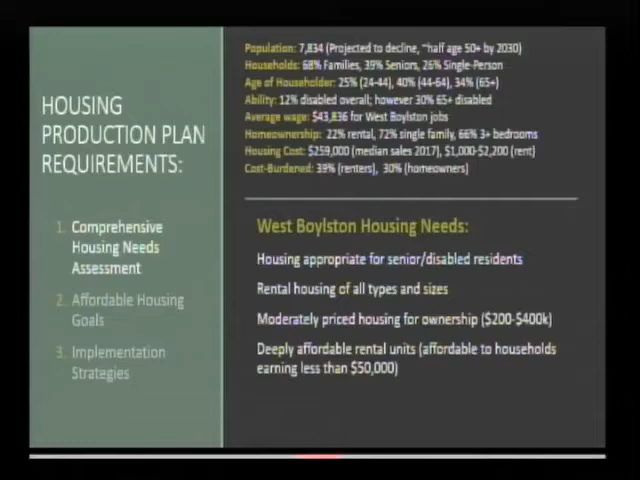 HOUSING
PRODUCTION PLAN
REQUIREMENTS:
1. Comprehensive
Housing Needs
Assessment
2. Affordable Housing
Goals
3. Implementation
Strategies
Population: 7,834 (Projected to decline, ~half age 50+ by 2030)
Households: 68% Families, 39% Seniors, 26% Single-Person
Age of Householder: 25% (24-44), 40% (44-64), 34% (65+)
Ability: 12% disabled overall; however 30% 65+ disabled
Average wage: $43,836 for West Boylston jobs
Homeownership: 22% rental, 72% single family, 66% 3+ bedrooms
Housing Cost: $259,000 (median sales 2017), $1,000-$2,200 (rent)
Cost-Burdened: 39% (renters), 30% (homeowners)
West Boylston Housing Needs:
Housing appropriate for senior/disabled residents
Rental housing of all types and sizes
Moderately priced housing for ownership ($200-$400k)
Deeply affordable rental units (affordable to households
earning less than $50,000)